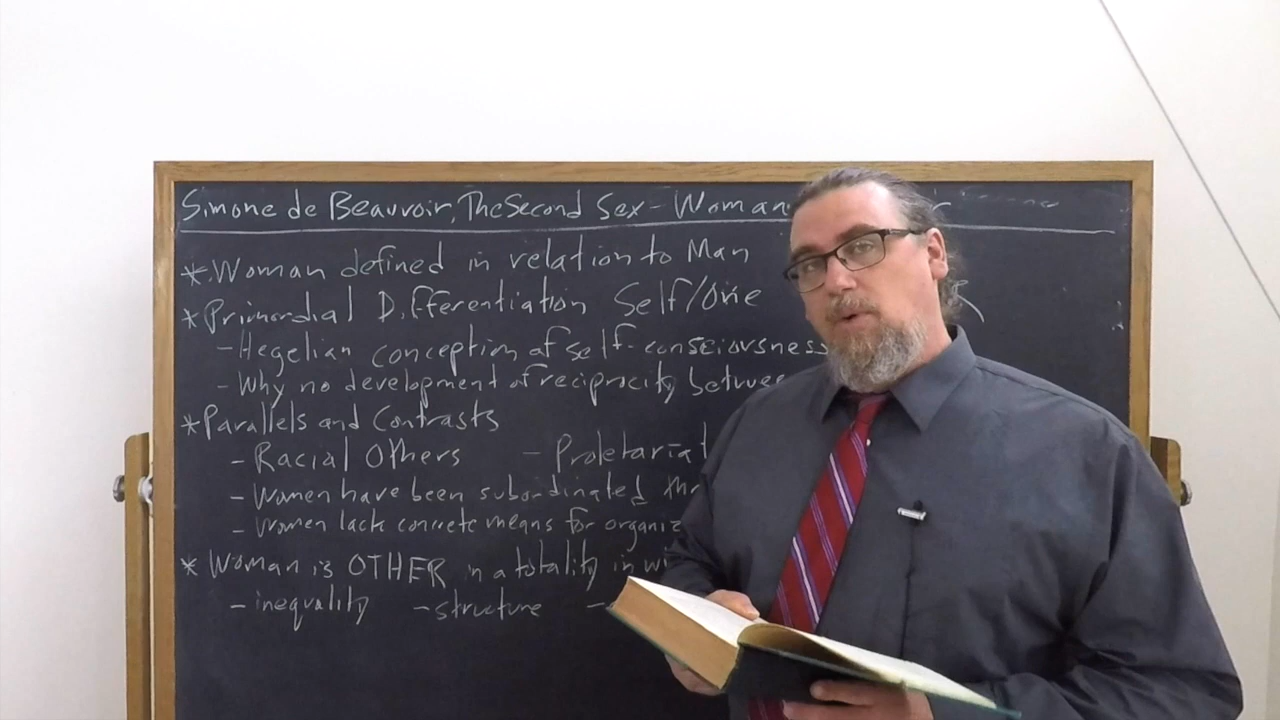 Simone de Beauvoir, The Second Sex - Woman
* Woman defined in relation to Man
* Primordial Differentiation Self/One
- Hegelian conception of self-consciousness
- Why no development of reciprocity between
* Parallels and Contrasts
- Racial Others - Proletariat
- Women have been subordinated
- Women lack concrete means for
* Woman is OTHER in a totality in
- inequality - structure -